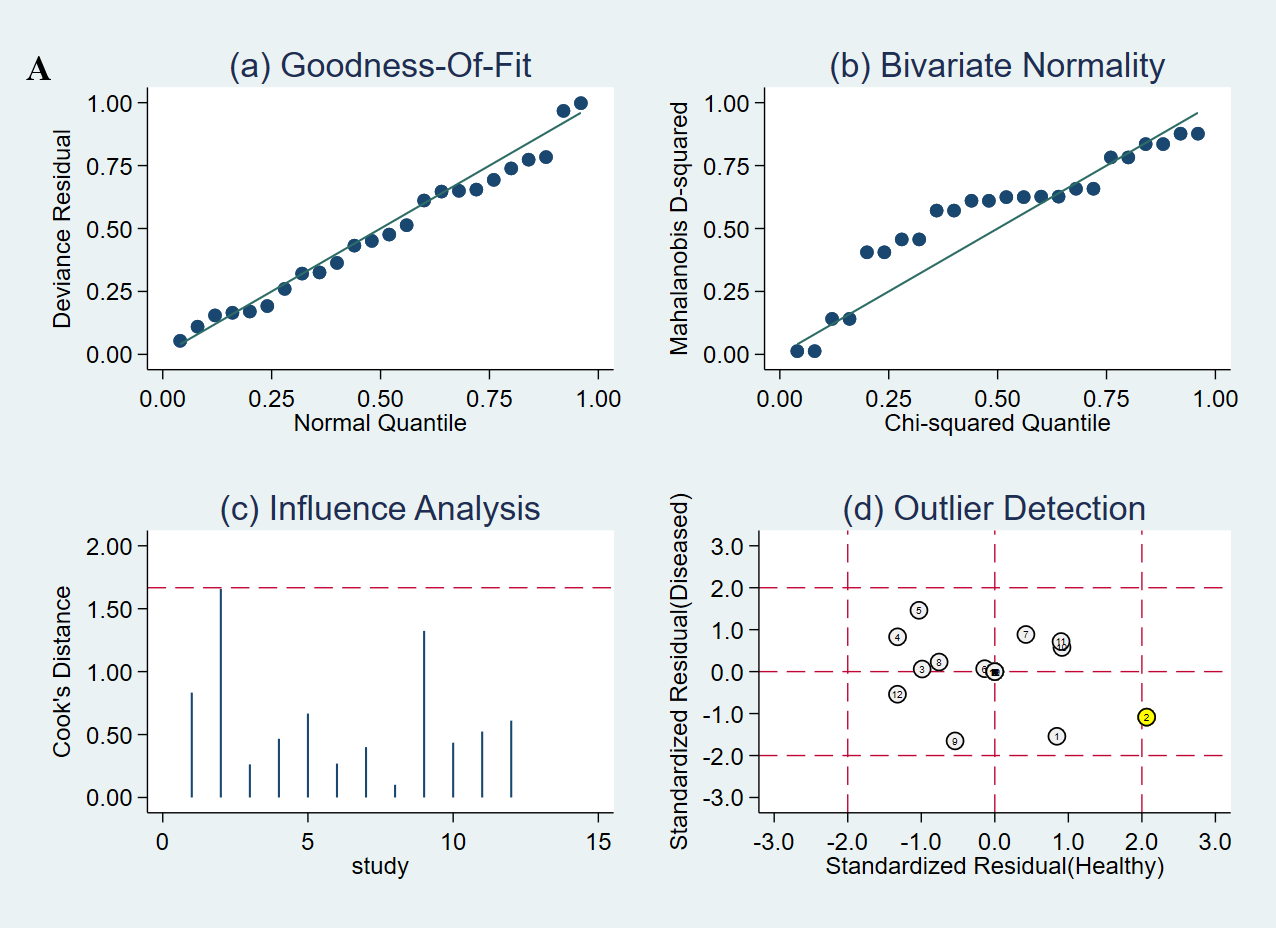 A
(a) Goodness-Of-Fit
Deviance Residual
1.00
0.75
0.50
0.25
0.00
0.00 0.25 0.50 0.75 1.00
Normal Quantile
(b) Bivariate Normality
Mahalanobis D-squared
1.00
0.75
0.50
0.25
0.00
0.00 0.25 0.50 0.75 1.00
Chi-squared Quantile
(c) Influence Analysis
Cook's Distance
2.00
1.50
1.00
0.50
0.00
0 5 10 15
study
(d) Outlier Detection
Standardized Residual(Diseased)
3.0
2.0
1.0
0.0
-1.0
-2.0
-3.0
5
4
7
11
3
8
6
12
2
9
1
-3.0 -2.0 -1.0 0.0 1.0 2.0 3.0
Standardized Residual(Healthy)